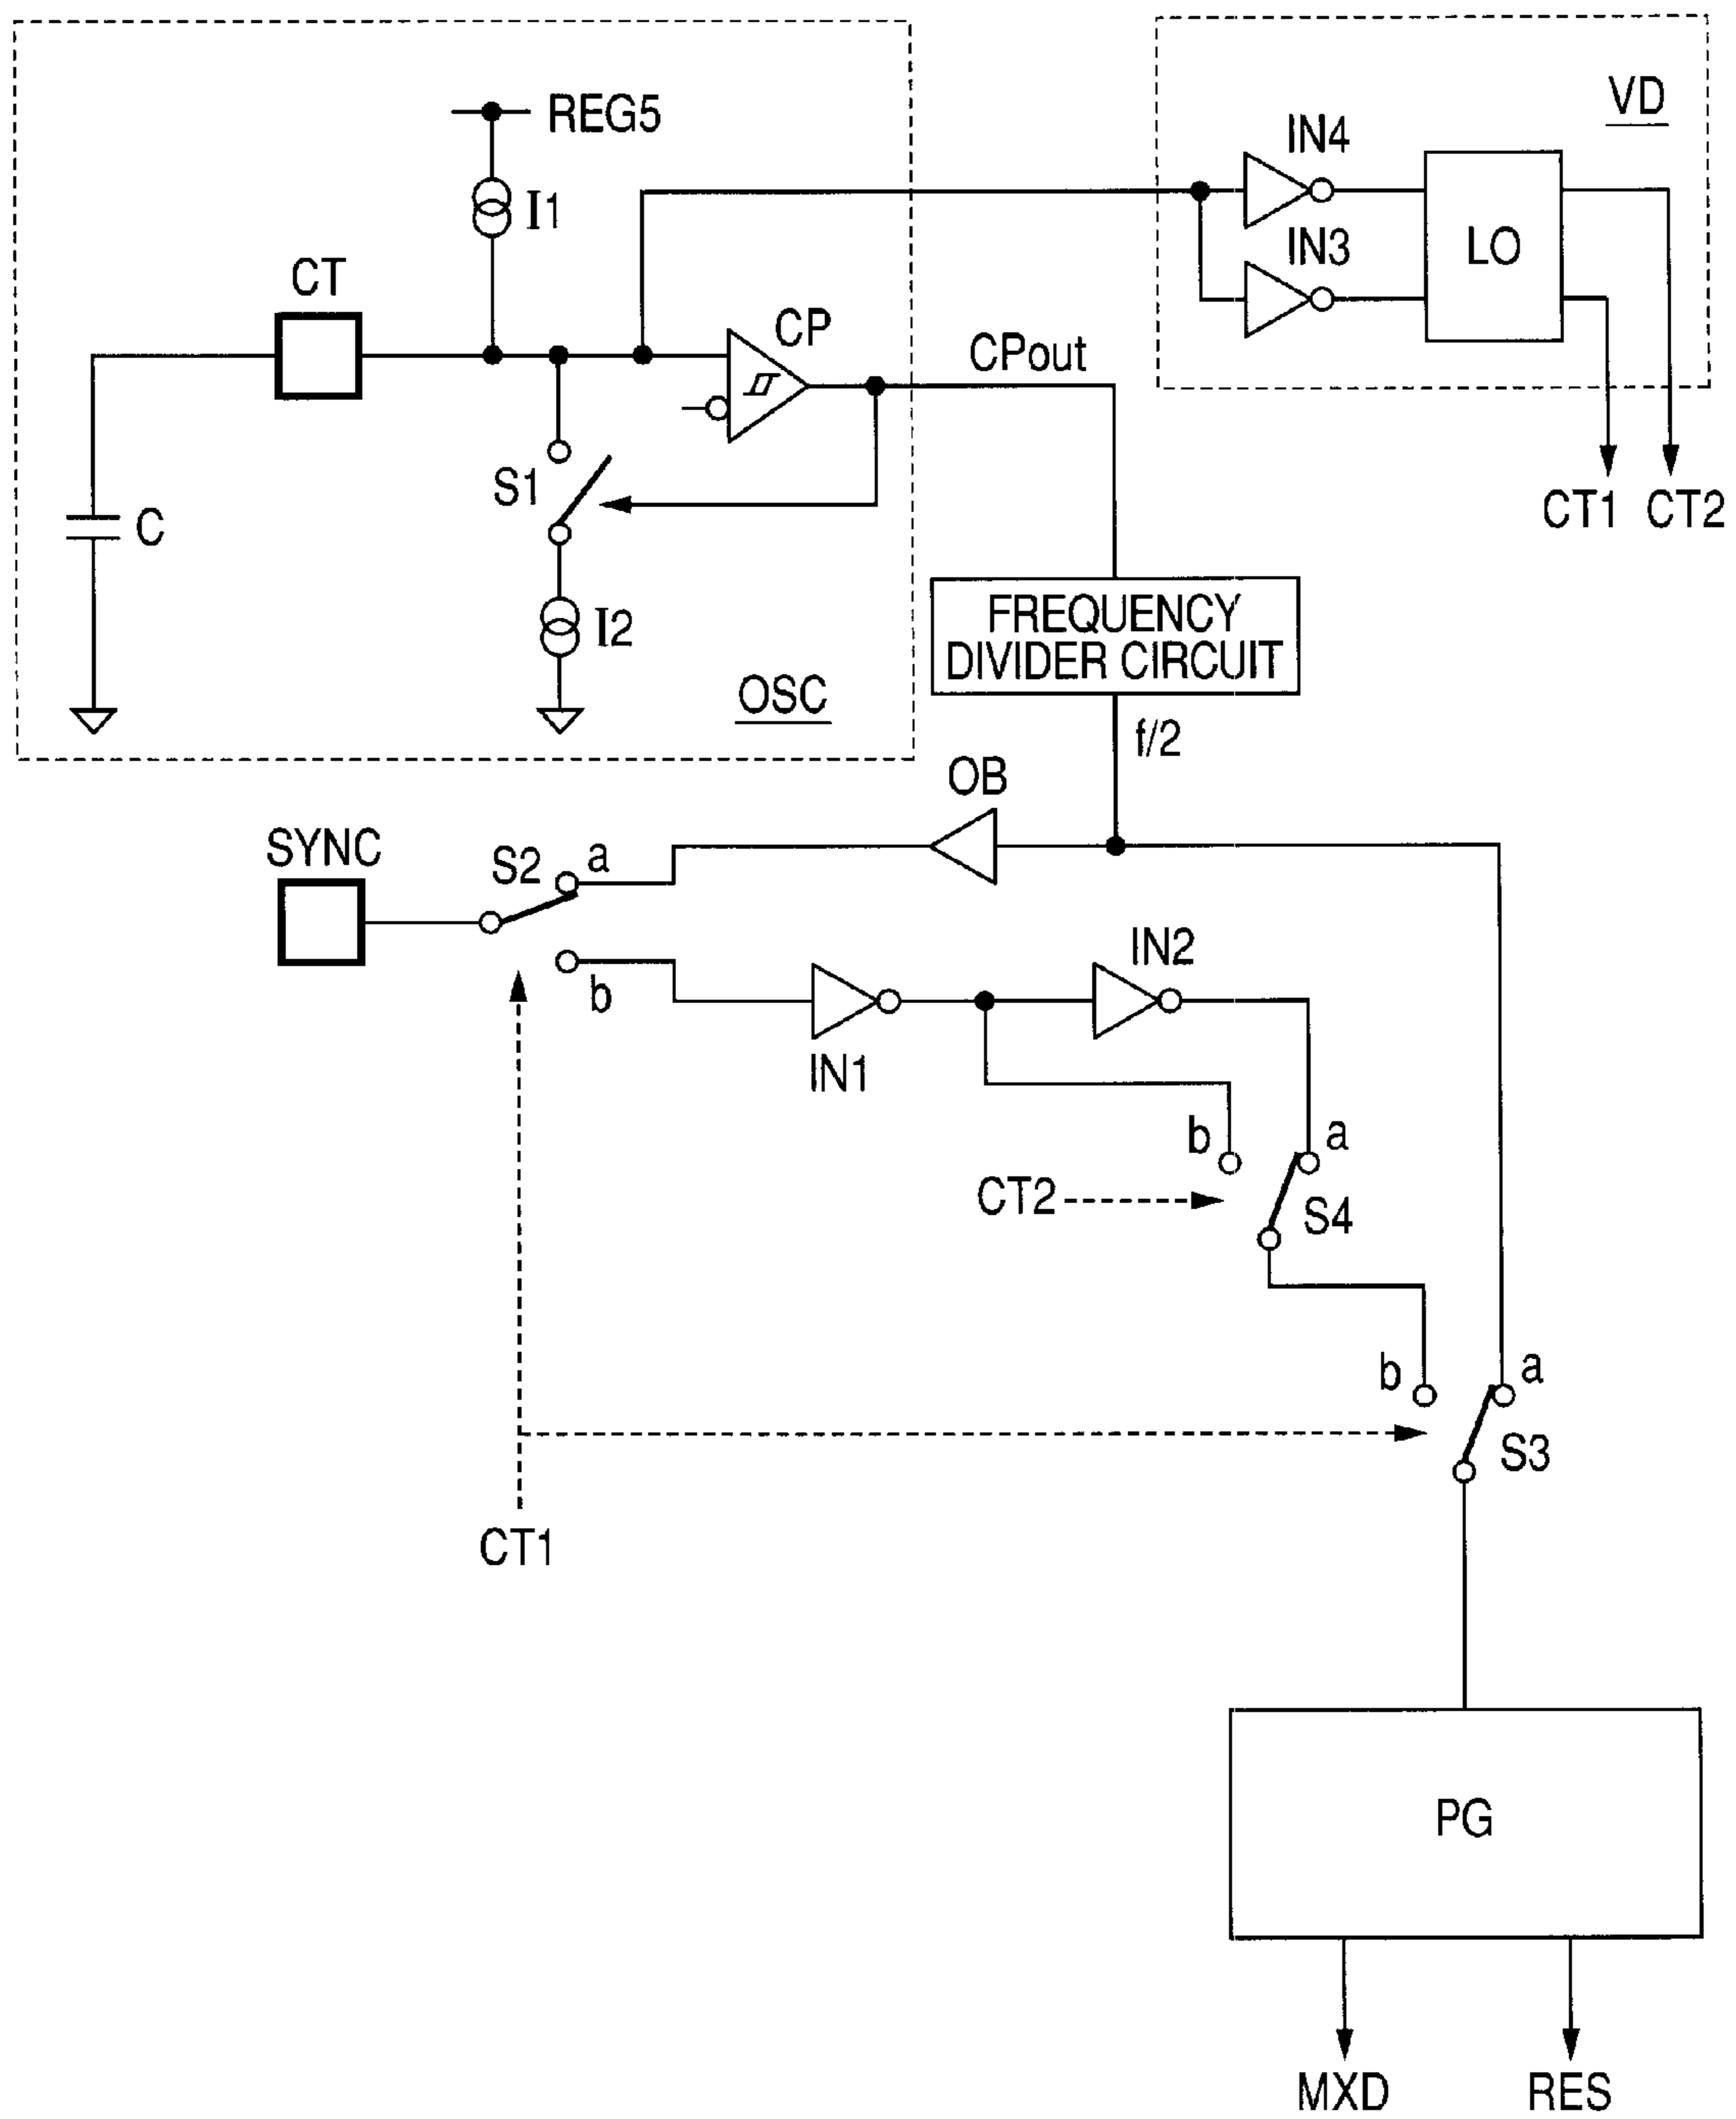 VD
REG5
IN4
I1
IN3
LO
CT
CP
CPout
S1
C
CT1
CT2
I2
FREQUENCY
DIVIDER CIRCUIT
OSC
f/2
OB
SYNC
S2
a
b
IN2
IN1
b
a
CT2
S4
b
a
S3
CT1
PG
MXD
RES